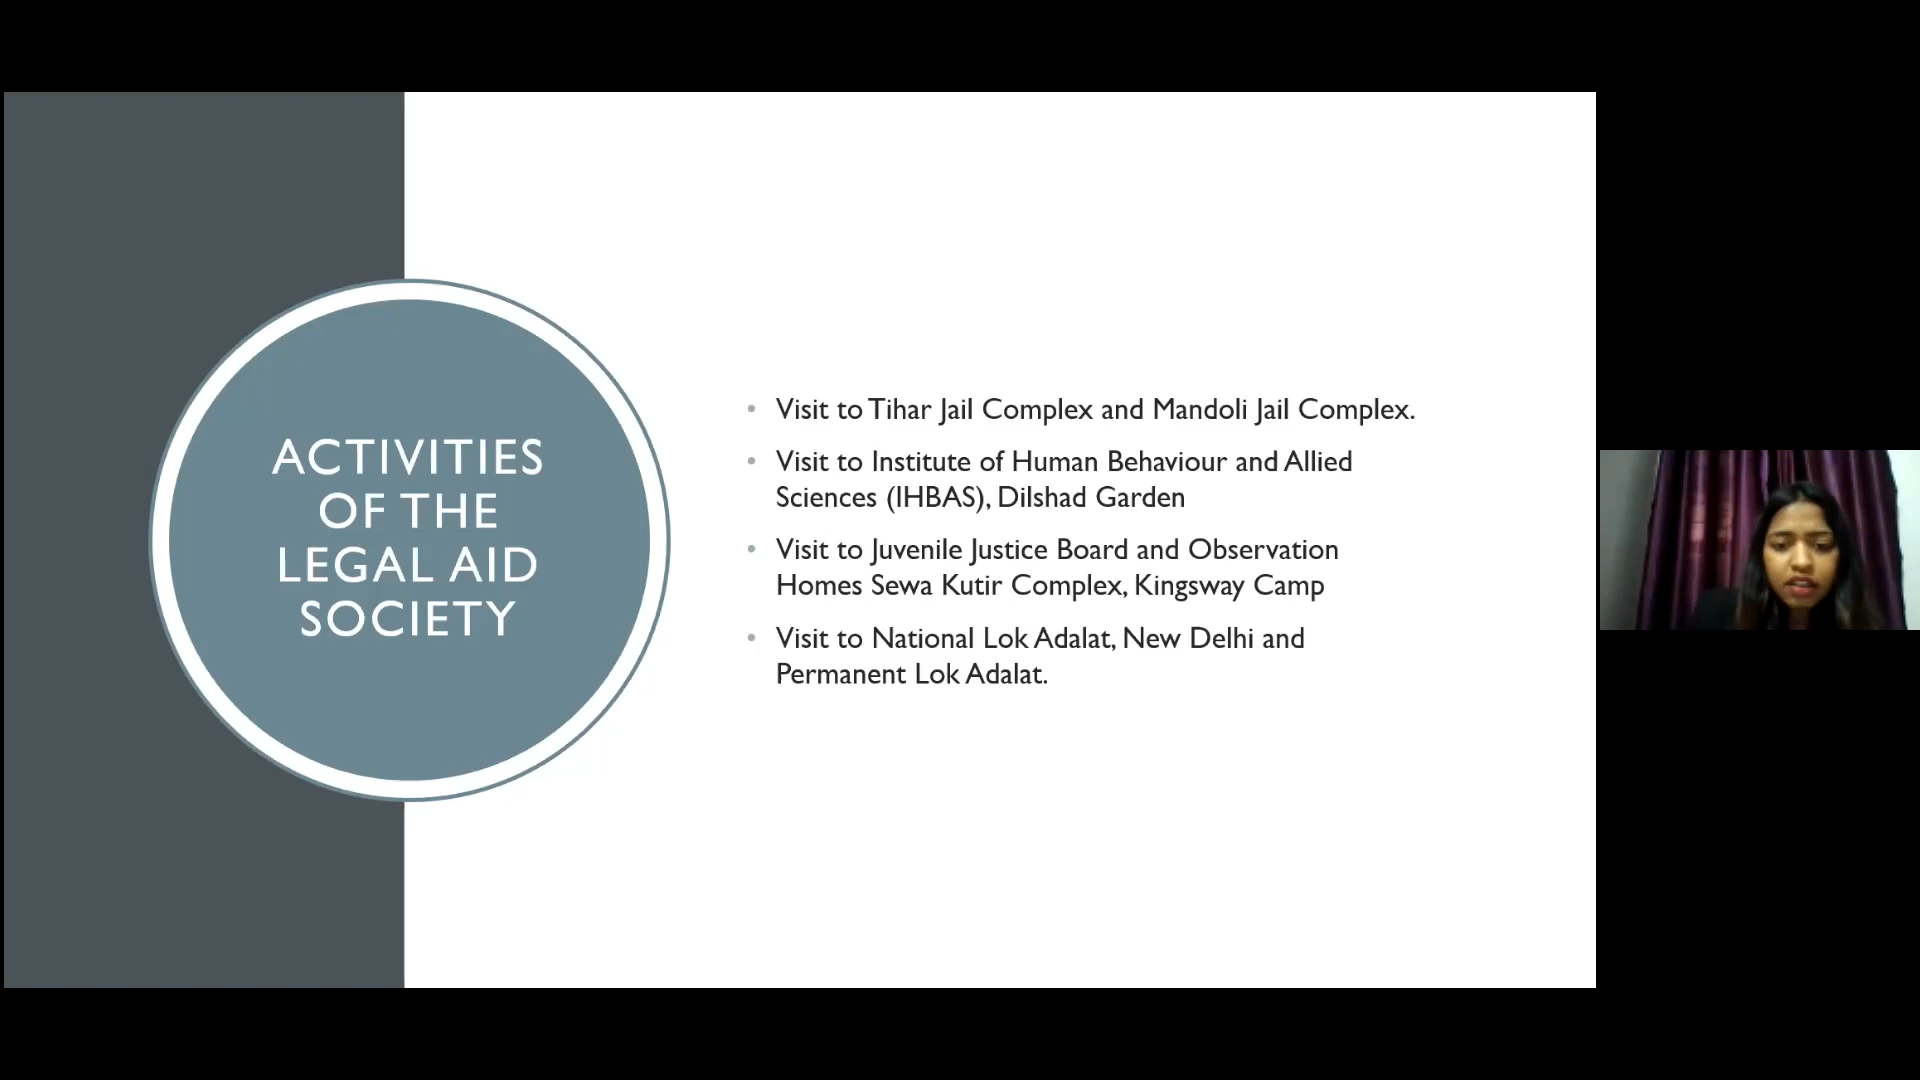 ACTIVITIES
OF THE
LEGAL AID
SOCIETY
• Visit to Tihar Jail Complex and Mandoli Jail Complex.
• Visit to Institute of Human Behaviour and Allied
Sciences (IHBAS), Dilshad Garden
• Visit to Juvenile Justice Board and Observation
Homes Sewa Kutir Complex, Kingsway Camp
• Visit to National Lok Adalat, New Delhi and
Permanent Lok Adalat.